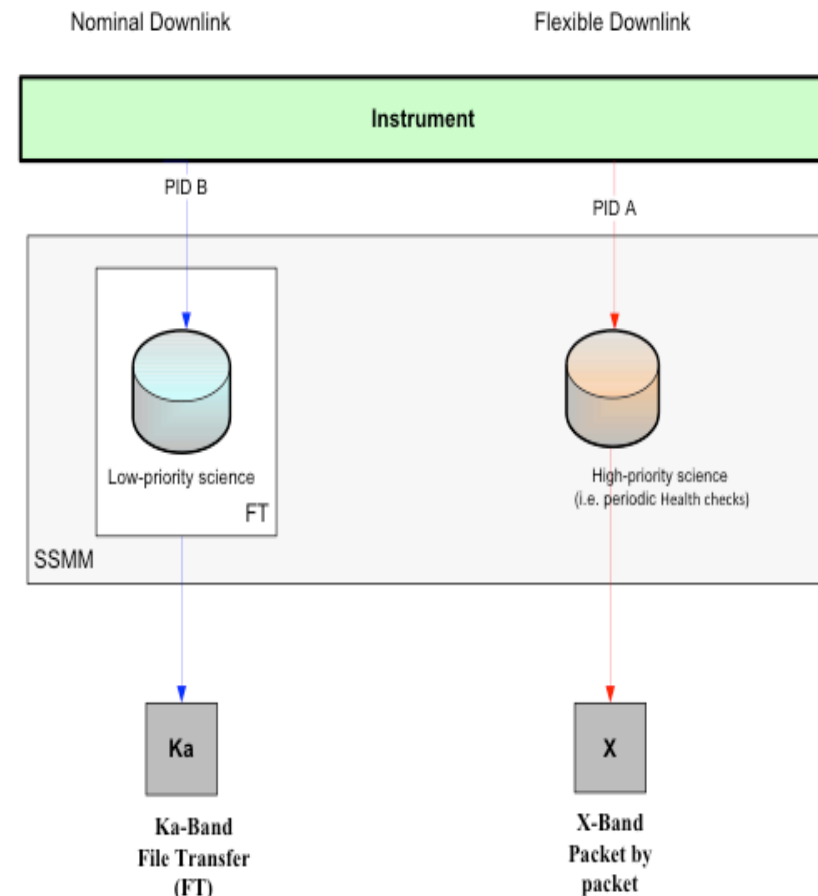 Nominal Downlink
Flexible Downlink
Instrument
PID B
PID A
Low-priority science
FT
High-priority science
(i.e. periodic Health checks)
SSMM
Ka
X
Ka-Band
File Transfer
(FT)
X-Band
Packet by
packet